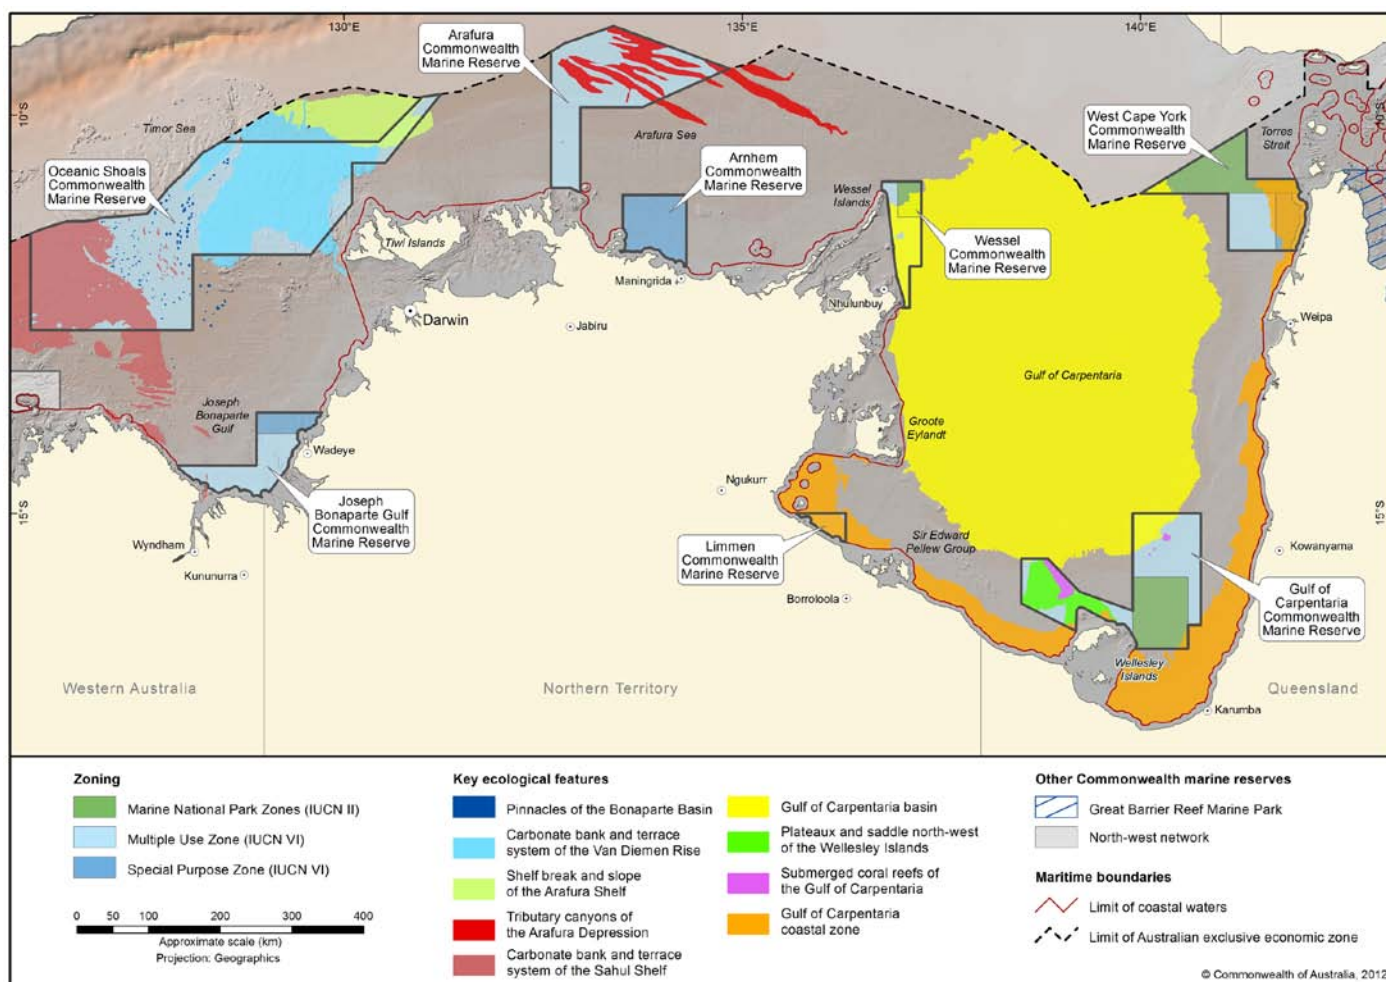 130°E
135°E
140°E
10°S
10°S
15°S
15°S
Timor Sea
Arafura
Commonwealth
Marine Reserve
Arafura Sea
West Cape York
Commonwealth
Marine Reserve
Torres
Strait
Oceanic Shoals
Commonwealth
Marine Reserve
Arnhem
Commonwealth
Marine Reserve
Wessel
Islands
Wessel
Commonwealth
Marine Reserve
Tiwi Islands
Maningrida
Nhulunbuy
Darwin
Jabiru
Weipa
Gulf of Carpentaria
Joseph
Bonaparte
Gulf
Groote
Eylandt
Wadeye
Ngukurr
Joseph
Bonaparte Gulf
Commonwealth
Marine Reserve
Limmen
Commonwealth
Marine Reserve
Sir Edward
Pellew Group
Wyndham
Kununurra
Borroloola
Kowanyama
Gulf of
Carpentaria
Commonwealth
Marine Reserve
Wellesley
Islands
Karumba
Western Australia
Northern Territory
Queensland
Zoning
Marine National Park Zones (IUCN II)
Multiple Use Zone (IUCN VI)
Special Purpose Zone (IUCN VI)
0 50 100 200 300 400
Approximate scale (km)
Projection: Geographics
Key ecological features
Pinnacles of the Bonaparte Basin
Carbonate bank and terrace
system of the Van Diemen Rise
Shelf break and slope
of the Arafura Shelf
Tributary canyons of
the Arafura Depression
Carbonate bank and terrace
system of the Sahul Shelf
Gulf of Carpentaria basin
Plateaux and saddle north-west
of the Wellesley Islands
Submerged coral reefs of
the Gulf of Carpentaria
Gulf of Carpentaria
coastal zone
Other Commonwealth marine reserves
Great Barrier Reef Marine Park
North-west network
Maritime boundaries
Limit of coastal waters
Limit of Australian exclusive economic zone
© Commonwealth of Australia, 2012